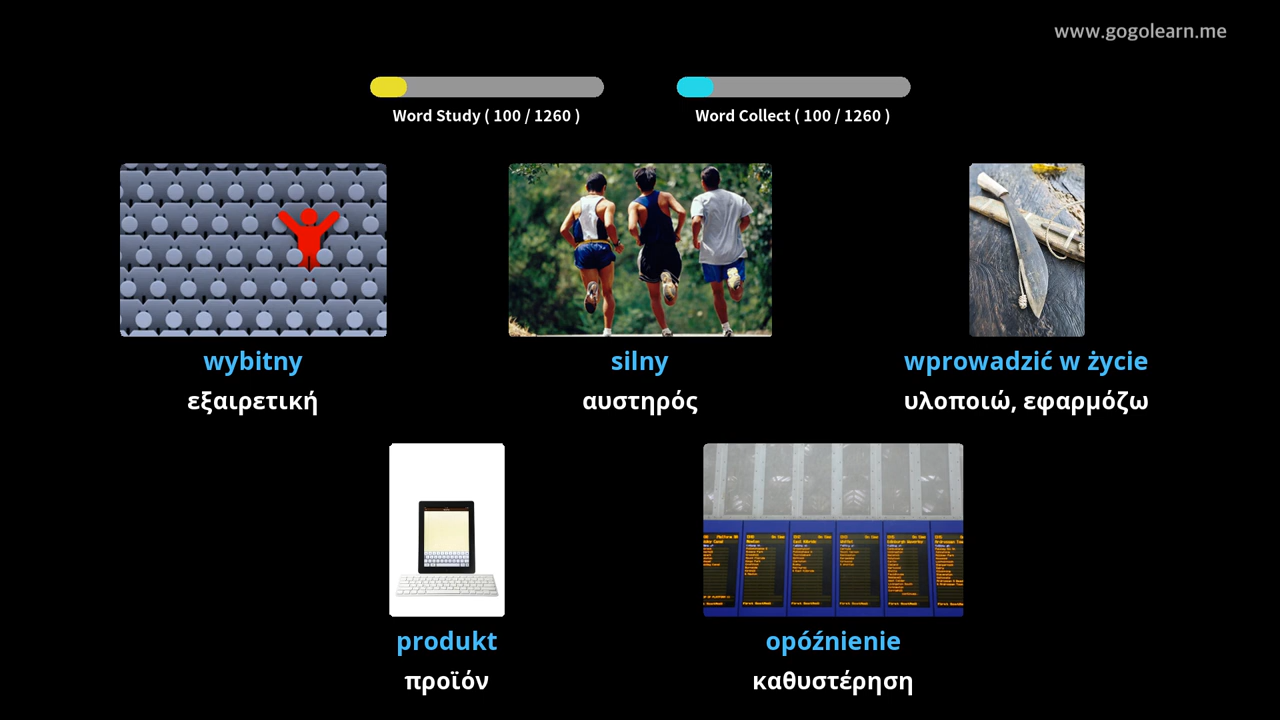 www.gogolearn.me
Word Study ( 100 / 1260 )
Word Collect ( 100 / 1260 )
wybitny
εξαιρετική
silny
αυστηρός
wprowadzić w życie
υλοποιώ, εφαρμόζω
produkt
προϊόν
opóźnienie
καθυστέρηση